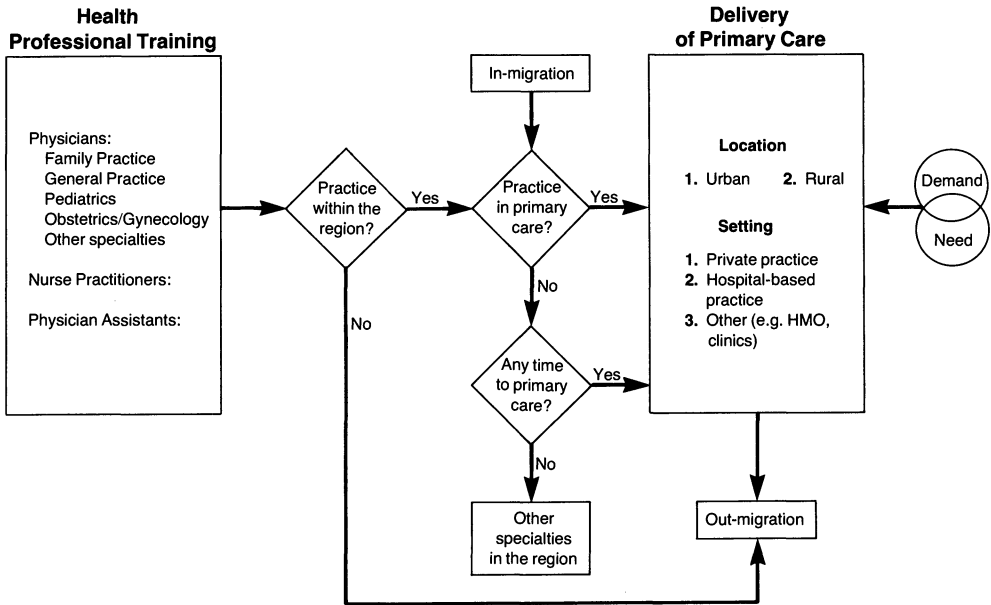 Health
Professional Training
Physicians:
Family Practice
General Practice
Pediatrics
Obstetrics/Gynecology
Other specialties
Nurse Practitioners:
Physician Assistants:
Practice
within the
region?
Yes
No
In-migration
Practice
in primary
care?
Yes
No
Any time
to primary
care?
Yes
No
Other
specialties
in the region
Delivery
of Primary Care
Location
1. Urban 2. Rural
Setting
1. Private practice
2. Hospital-based
practice
3. Other (e.g. HMO,
clinics)
Demand
Need
Out-migration